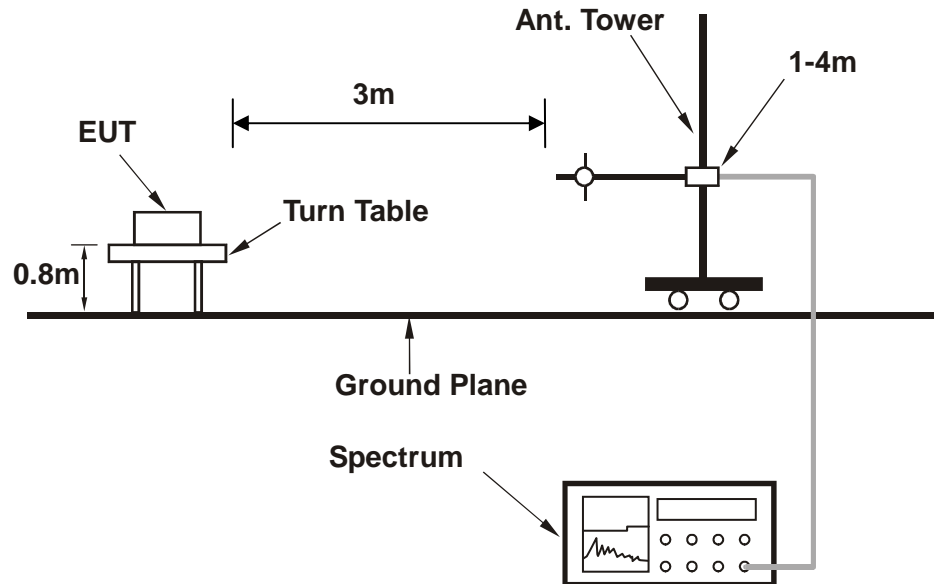 Ant. Tower
1-4m
3m
EUT
Turn Table
0.8m
Ground Plane
Spectrum